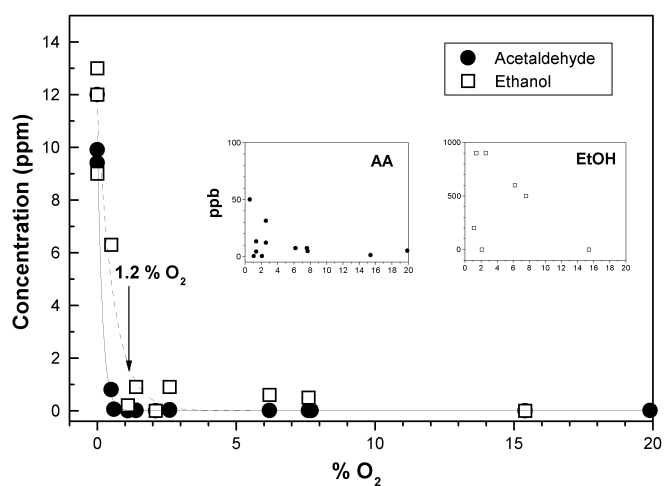 Acetaldehyde
Ethanol
Concentration (ppm)
14
12
10
8
6
4
2
0
0
5
10
15
20
% O₂
1.2 % O₂
AA
ppb
100
50
0
0 2 4 6 8 10 12 14 16 18 20
EtOH
1000
500
0
0 2 4 6 8 10 12 14 16 18 20